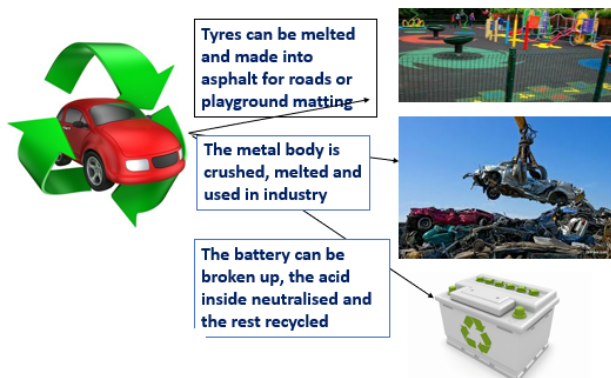 Tyres can be melted
and made into
asphalt for roads or
playground matting
The metal body is
crushed, melted and
used in industry
The battery can be
broken up, the acid
inside neutralised and
the rest recycled